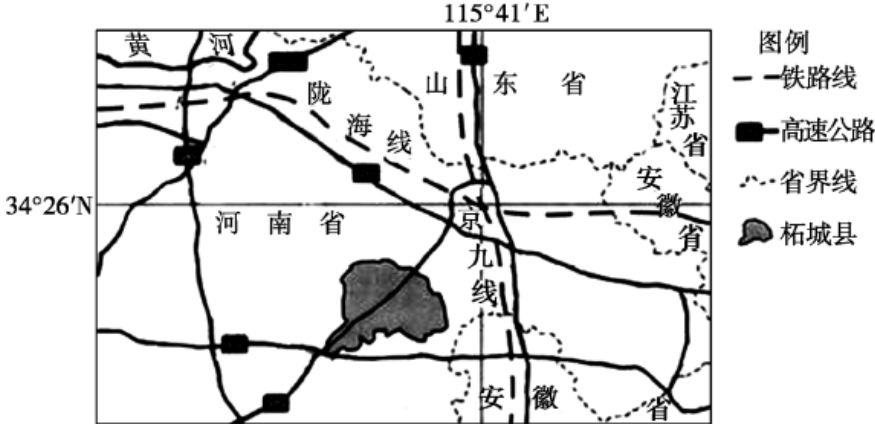 115°41′E
黄河
陇海线
山东省
江苏省
安徽省
34°26′N
河南省
京九线
安徽省
图例
铁路线
高速公路
省界线
柘城县